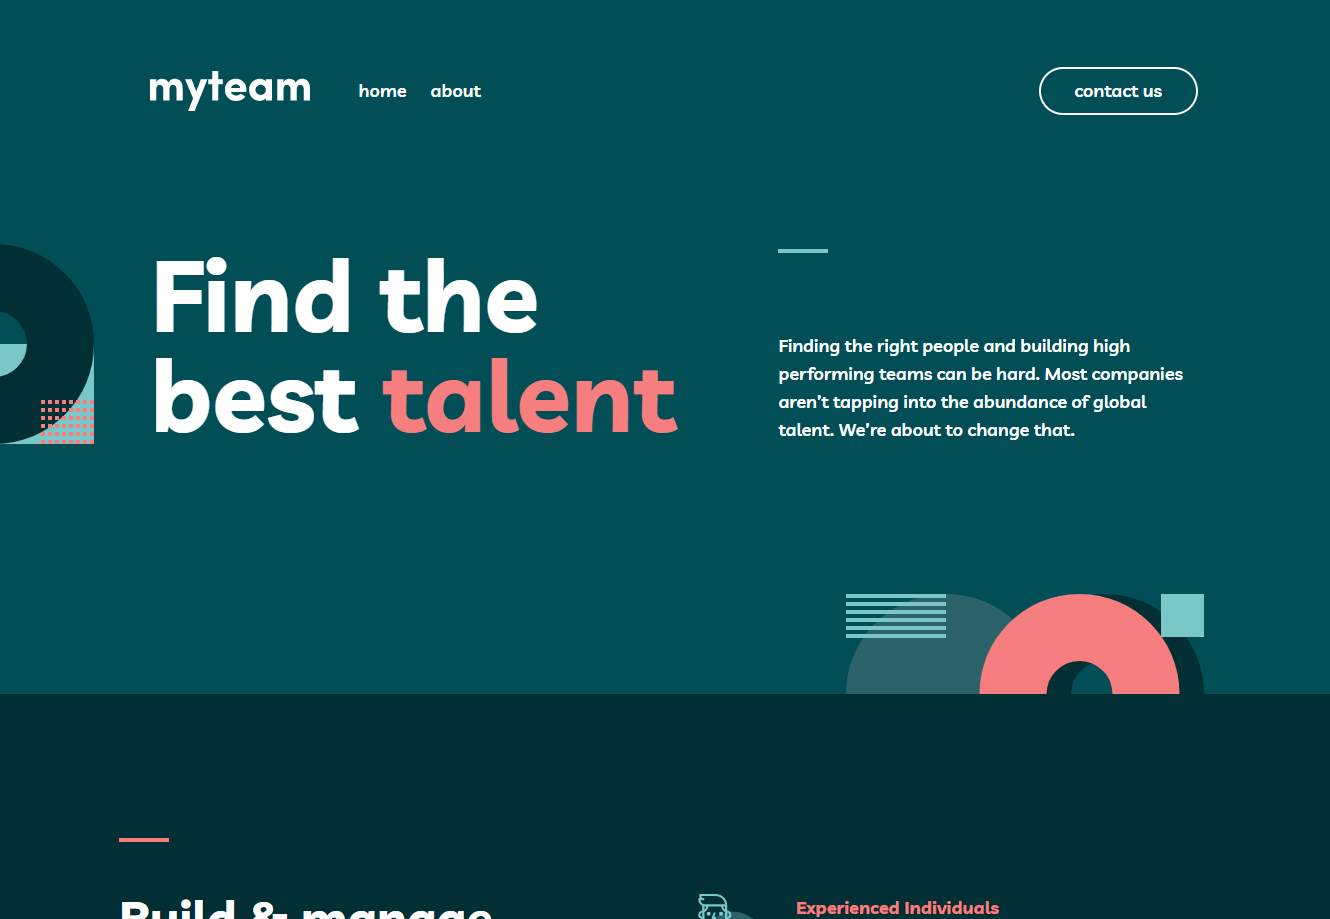 myteam
home about
contact us
Find the
best talent
Finding the right people and building high
performing teams can be hard. Most companies
aren't tapping into the abundance of global
talent. We're about to change that.
Build & manage
Experienced Individuals